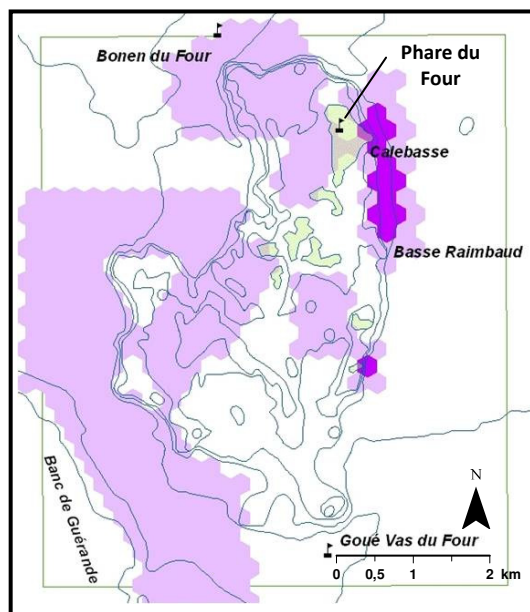 Bonen du Four
Phare du
Four
Calebasse
Basse Raimbaud
Banc de Guérande
N
Goué Vas du Four
0 0,5 1 2 km